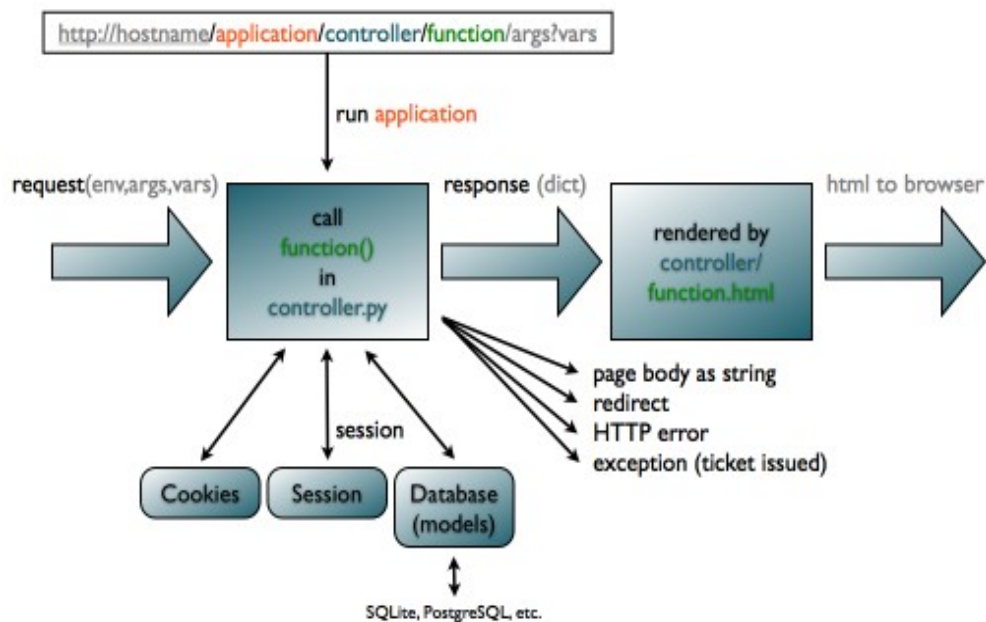 http://hostname/application/controller/function/args?vars
run application
request(env,args,vars)
response (dict)
html to browser
call
function()
in
controller.py
rendered by
controller/
function.html
page body as string
redirect
HTTP error
exception (ticket issued)
session
Cookies
Session
Database
(models)
SQLite, PostgreSQL, etc.